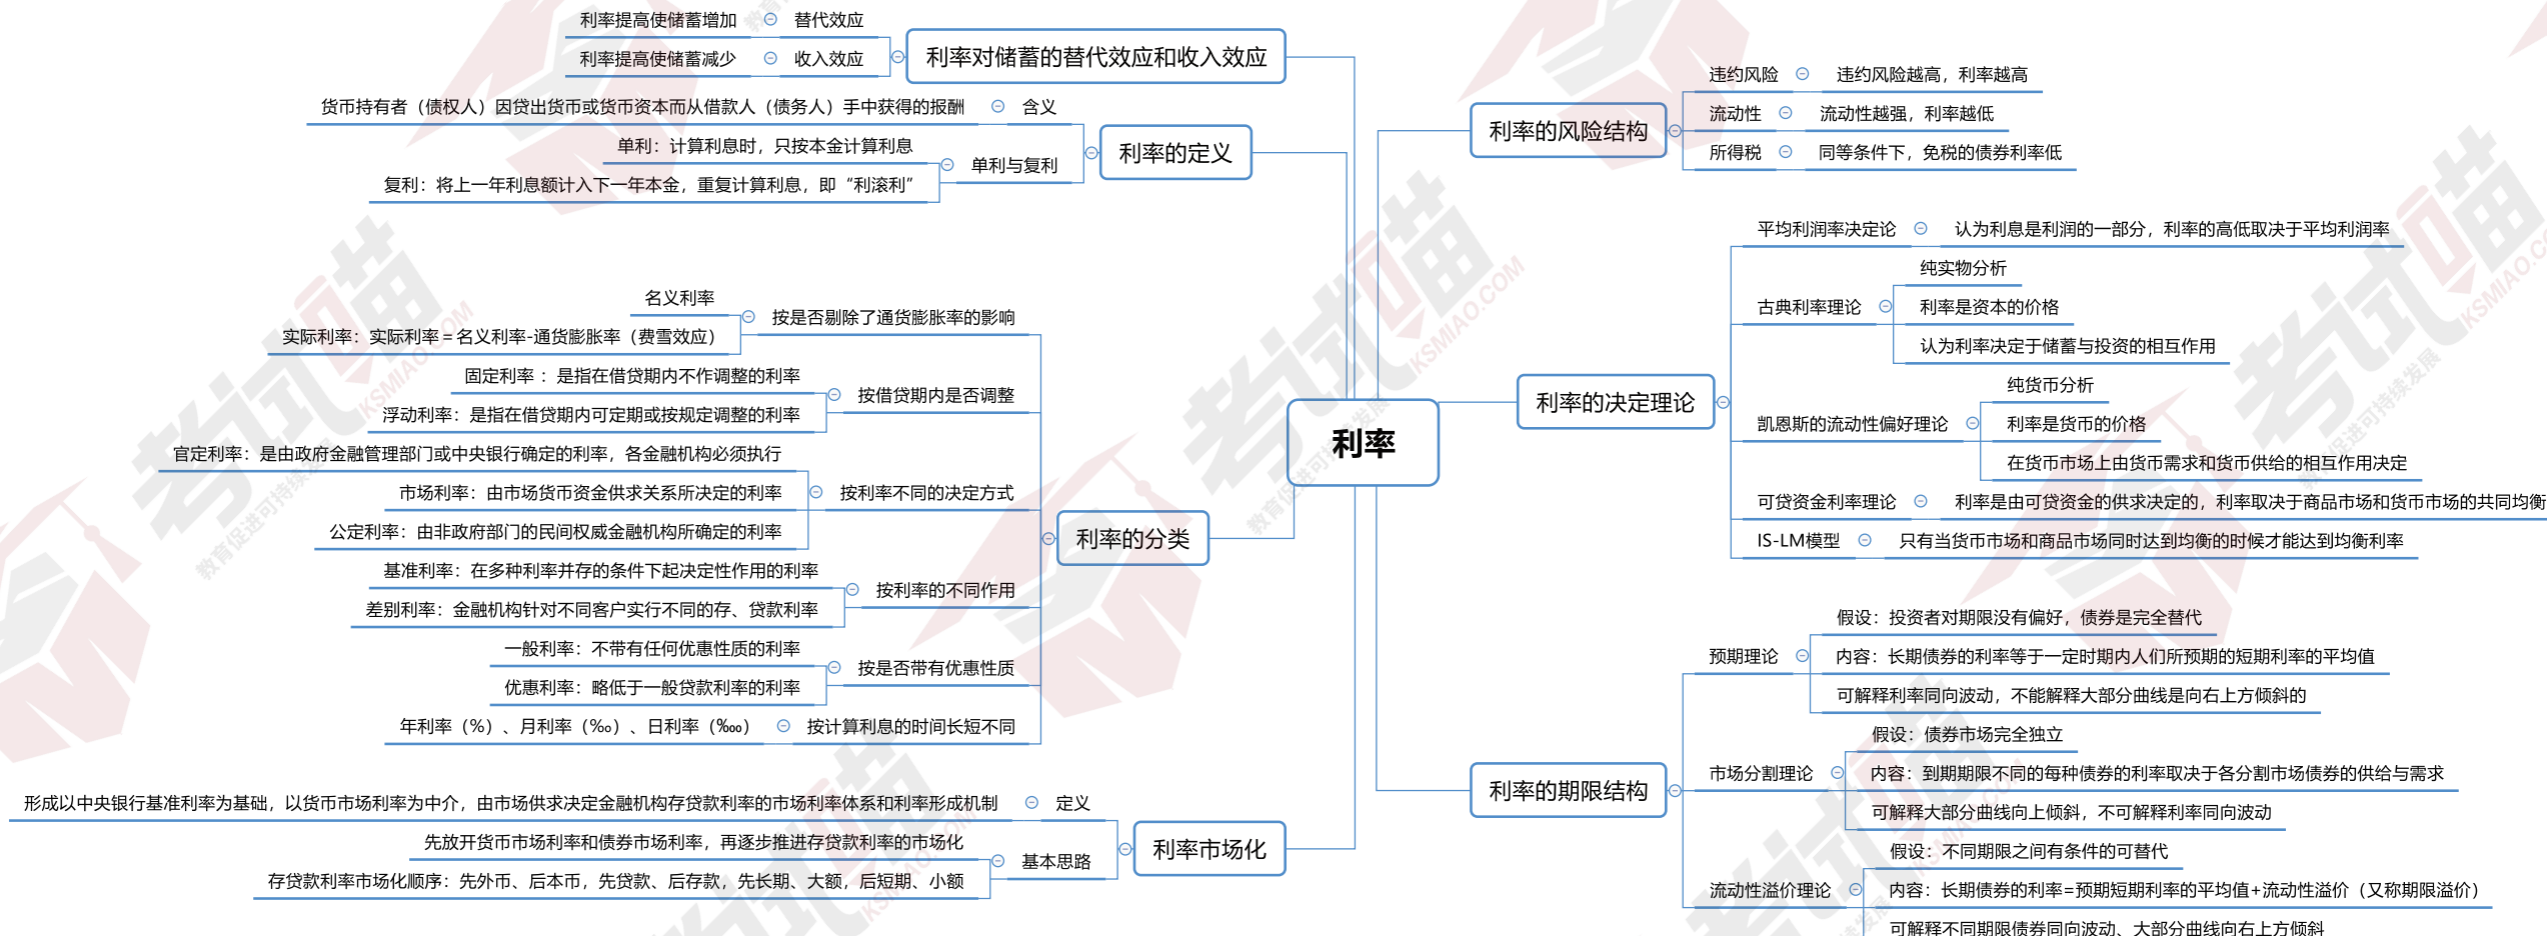 利率
利率对储蓄的替代效应和收入效应
替代效应
利率提高使储蓄增加
收入效应
利率提高使储蓄减少
利率的定义
含义
货币持有者（债权人）因贷出货币或货币资本而从借款人（债务人）手中获得的报酬
单利与复利
单利：计算利息时，只按本金计算利息
复利：将上一年利息额计入下一年本金，重复计算利息，即“利滚利”
利率的分类
按是否剔除了通货膨胀率的影响
名义利率
实际利率：实际利率＝名义利率-通货膨胀率（费雪效应）
按借贷期内是否调整
固定利率 ：是指在借贷期内不作调整的利率
浮动利率：是指在借贷期内可定期或按规定调整的利率
按利率不同的决定方式
官定利率：是由政府金融管理部门或中央银行确定的利率，各金融机构必须执行
市场利率：由市场货币资金供求关系所决定的利率
公定利率：由非政府部门的民间权威金融机构所确定的利率
按利率的不同作用
基准利率：在多种利率并存的条件下起决定性作用的利率
差别利率：金融机构针对不同客户实行不同的存、贷款利率
按是否带有优惠性质
一般利率：不带有任何优惠性质的利率
优惠利率：略低于一般贷款利率的利率
按计算利息的时间长短不同
年利率（%）、月利率（‰）、日利率（‱）
利率市场化
定义
形成以中央银行基准利率为基础，以货币市场利率为中介，由市场供求决定金融机构存贷款利率的市场利率体系和利率形成机制
基本思路
先放开货币市场利率和债券市场利率，再逐步推进存贷款利率的市场化
存贷款利率市场化顺序：先外币、后本币，先贷款、后存款，先长期、大额，后短期、小额
利率的风险结构
违约风险
违约风险越高，利率越高
流动性
流动性越强，利率越低
所得税
同等条件下，免税的债券利率低
利率的决定理论
平均利润率决定论
认为利息是利润的一部分，利率的高低取决于平均利润率
古典利率理论
纯实物分析
利率是资本的价格
认为利率决定于储蓄与投资的相互作用
凯恩斯的流动性偏好理论
纯货币分析
利率是货币的价格
在货币市场上由货币需求和货币供给的相互作用决定
可贷资金利率理论
利率是由可贷资金的供求决定的，利率取决于商品市场和货币市场的共同均衡
IS-LM模型
只有当货币市场和商品市场同时达到均衡的时候才能达到均衡利率
利率的期限结构
预期理论
假设：投资者对期限没有偏好，债券是完全替代
内容：长期债券的利率等于一定时期内人们所预期的短期利率的平均值
可解释利率同向波动，不能解释大部分曲线是向右上方倾斜的
市场分割理论
假设：债券市场完全独立
内容：到期期限不同的每种债券的利率取决于各分割市场债券的供给与需求
可解释大部分曲线向上倾斜，不可解释利率同向波动
流动性溢价理论
假设：不同期限之间有条件的可替代
内容：长期债券的利率=预期短期利率的平均值+流动性溢价（又称期限溢价）
可解释不同期限债券同向波动、大部分曲线向右上方倾斜
考试喵
KSMIAO.COM
教育促进可持续发展